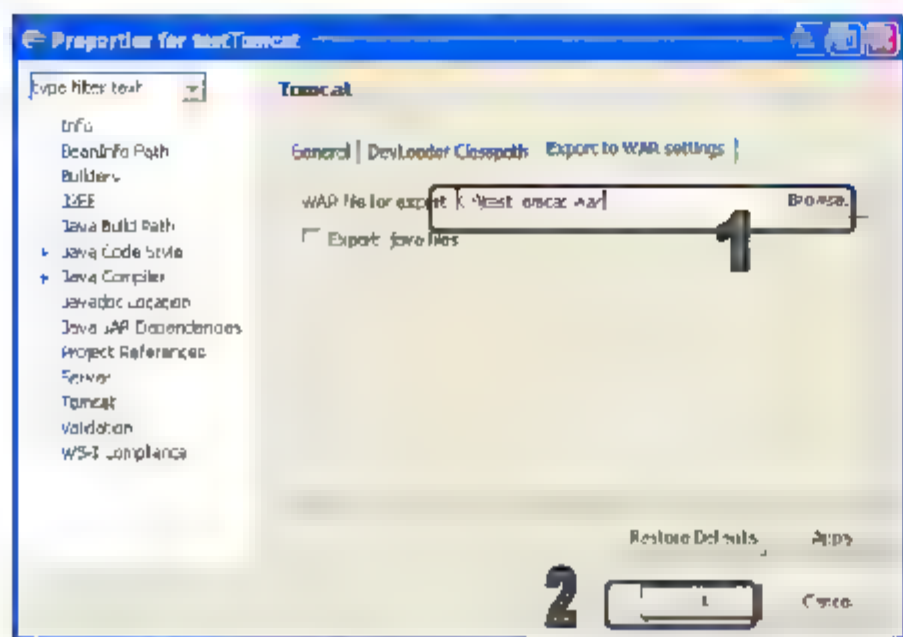 Properties for testTomcat
type filter text
Tomcat
Info
BeanInfo Path
Builders
J2EE
Java Build Path
Java Code Style
Java Compiler
Javadoc Location
Java JAR Dependencies
Project References
Server
Tomcat
Validation
WS-I Compliance
General DevLoader Classpath Export to WAR settings
WAR file for export Browse...
Export java files
1
Restore Defaults Apply
2 Cancel